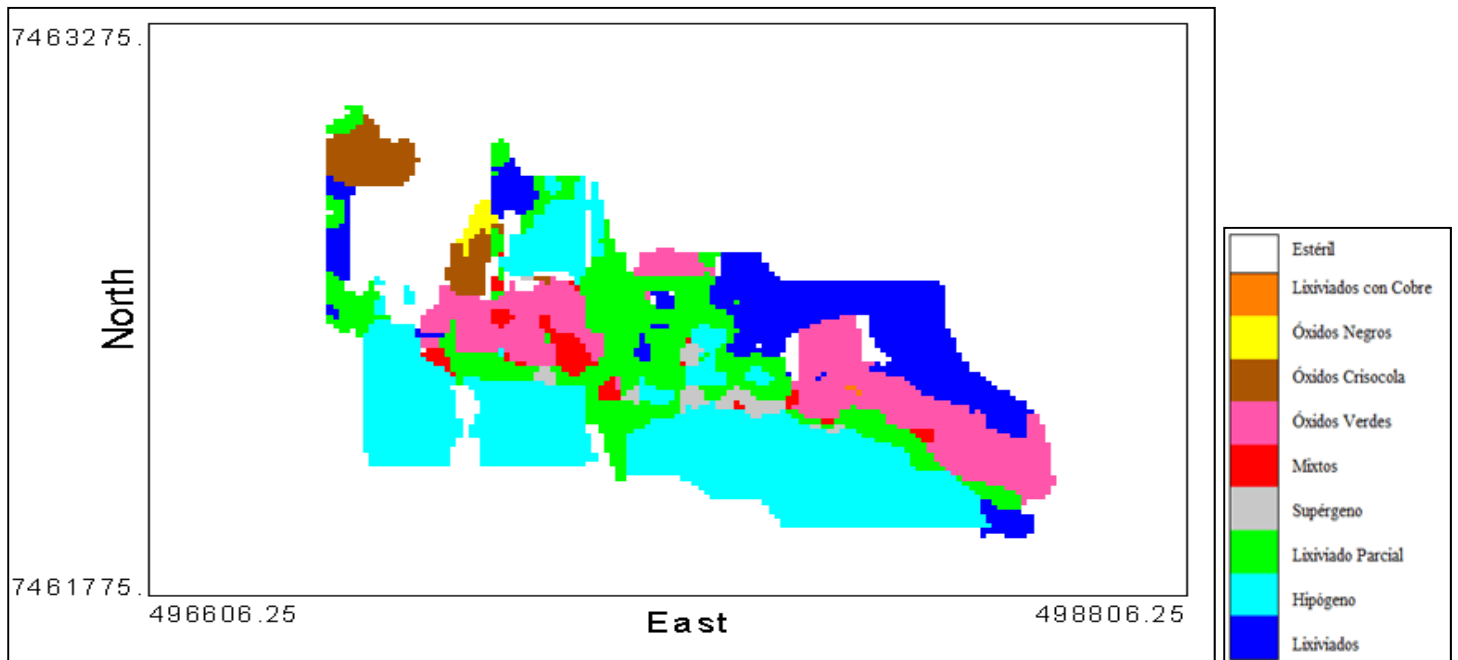 7463275.
North
7461775.
496606.25
East
498806.25
Estéril
Lixiviados con Cobre
Óxidos Negros
Óxidos Crisocola
Óxidos Verdes
Mixtos
Supérgeno
Lixiviado Parcial
Hipógeno
Lixiviados